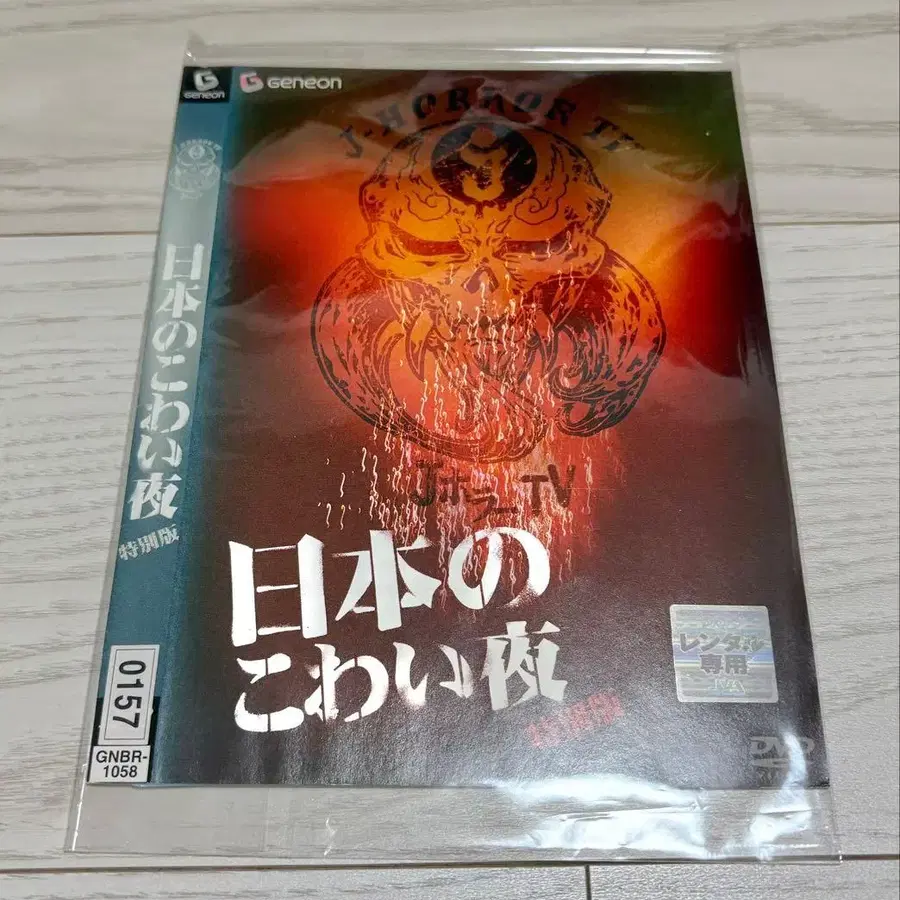 GENEON
日本のこわい夜
特別版
0157
GNBR-
1058
GENEON
J-HORROR TV
J
Jホラー TV
日本の
こわい夜
特別版
レンタル
専用
DVD